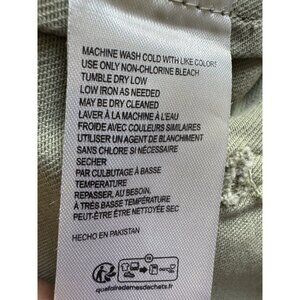 MACHINE WASH COLD WITH LIKE COLORS
USE ONLY NON-CHLORINE BLEACH
TUMBLE DRY LOW
LOW IRON AS NEEDED
MAY BE DRY CLEANED
LAVER À LA MACHINE À L'EAU
FROIDE AVEC COULEURS SIMILAIRES
UTILISER UN AGENT DE BLANCHIMENT
SANS CHLORE SI NÉCESSAIRE
SECHER
PAR CULBUTAGE À BASSE
TEMPERATURE
REPASSER, AU BESOIN,
À TRÈS BASSE TEMPÉRATURE
PEUT-ÊTRE ÊTRE NETTOYÉE SEC
HECHO EN PAKISTAN
FR
quefairedemesdechets.fr